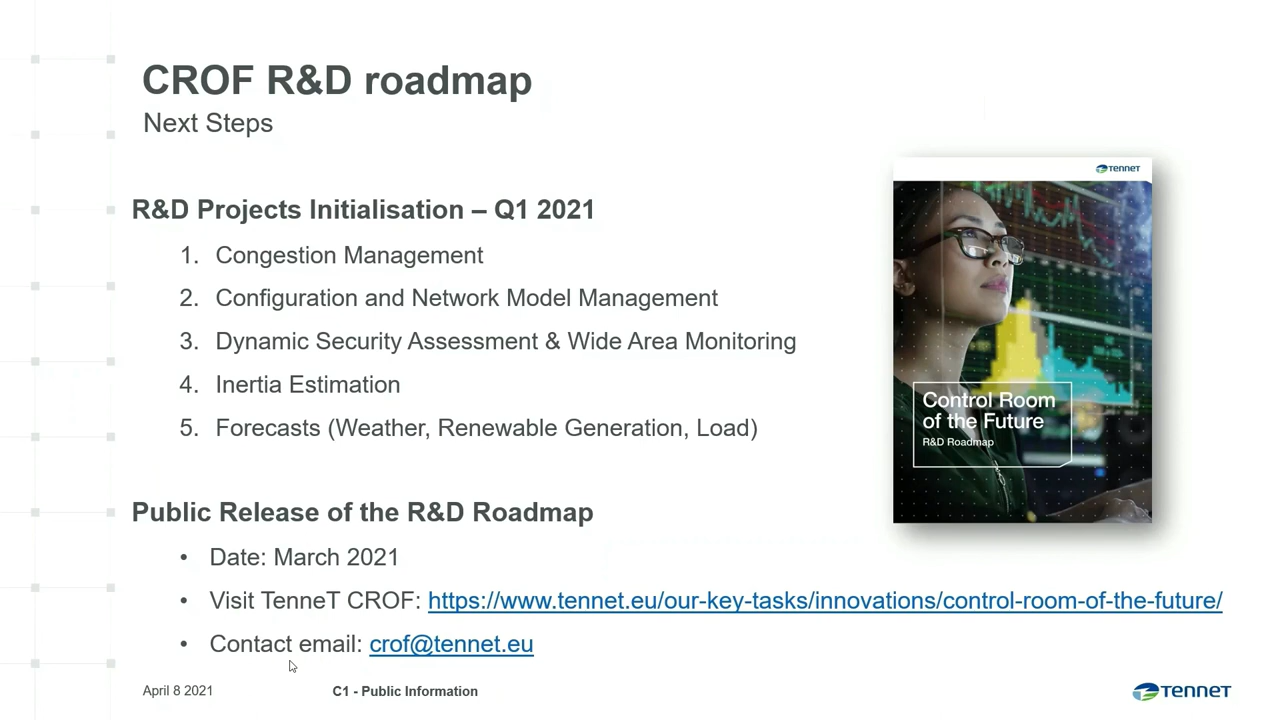 CROF R&D roadmap
Next Steps
R&D Projects Initialisation – Q1 2021
1. Congestion Management
2. Configuration and Network Model Management
3. Dynamic Security Assessment & Wide Area Monitoring
4. Inertia Estimation
5. Forecasts (Weather, Renewable Generation, Load)
TENNET
Control Room
of the Future
R&D Roadmap
Public Release of the R&D Roadmap
• Date: March 2021
• Visit TenneT CROF: https://www.tennet.eu/our-key-tasks/innovations/control-room-of-the-future/
• Contact email: crof@tennet.eu
April 8 2021
C1 - Public Information
TENNET